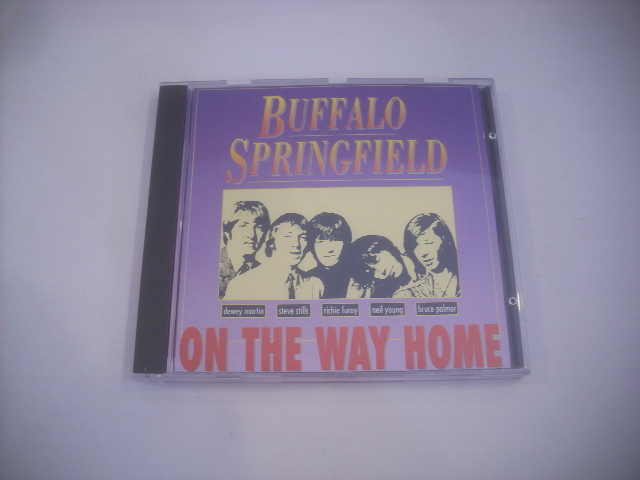 BUFFALO
SPRINGFIELD
dewey martin steve stills richie furay neil young bruce palmer
ON THE WAY HOME